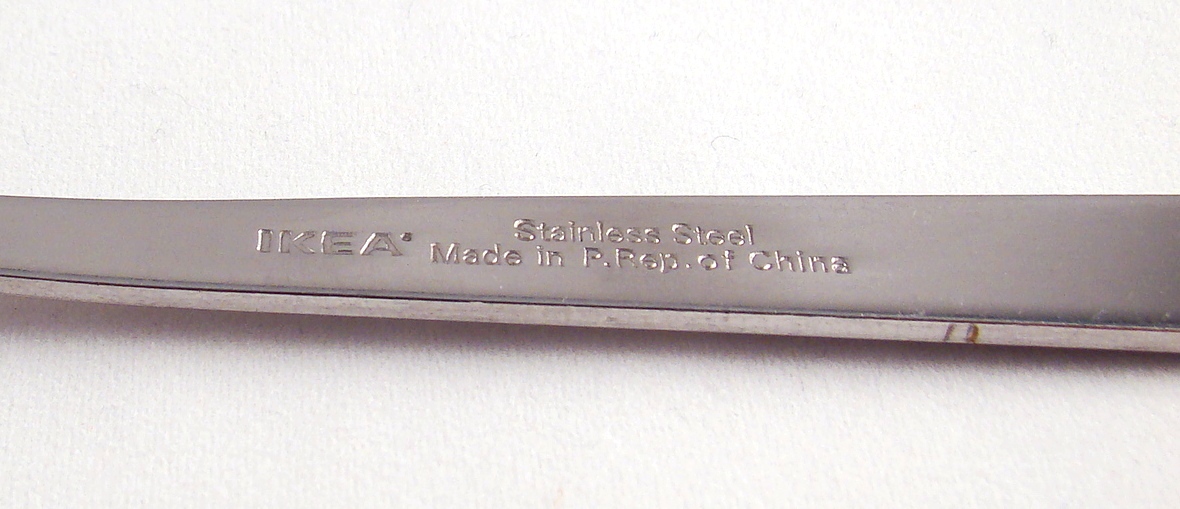 IKEA®
Stainless Steel
Made in P.Rep.of China